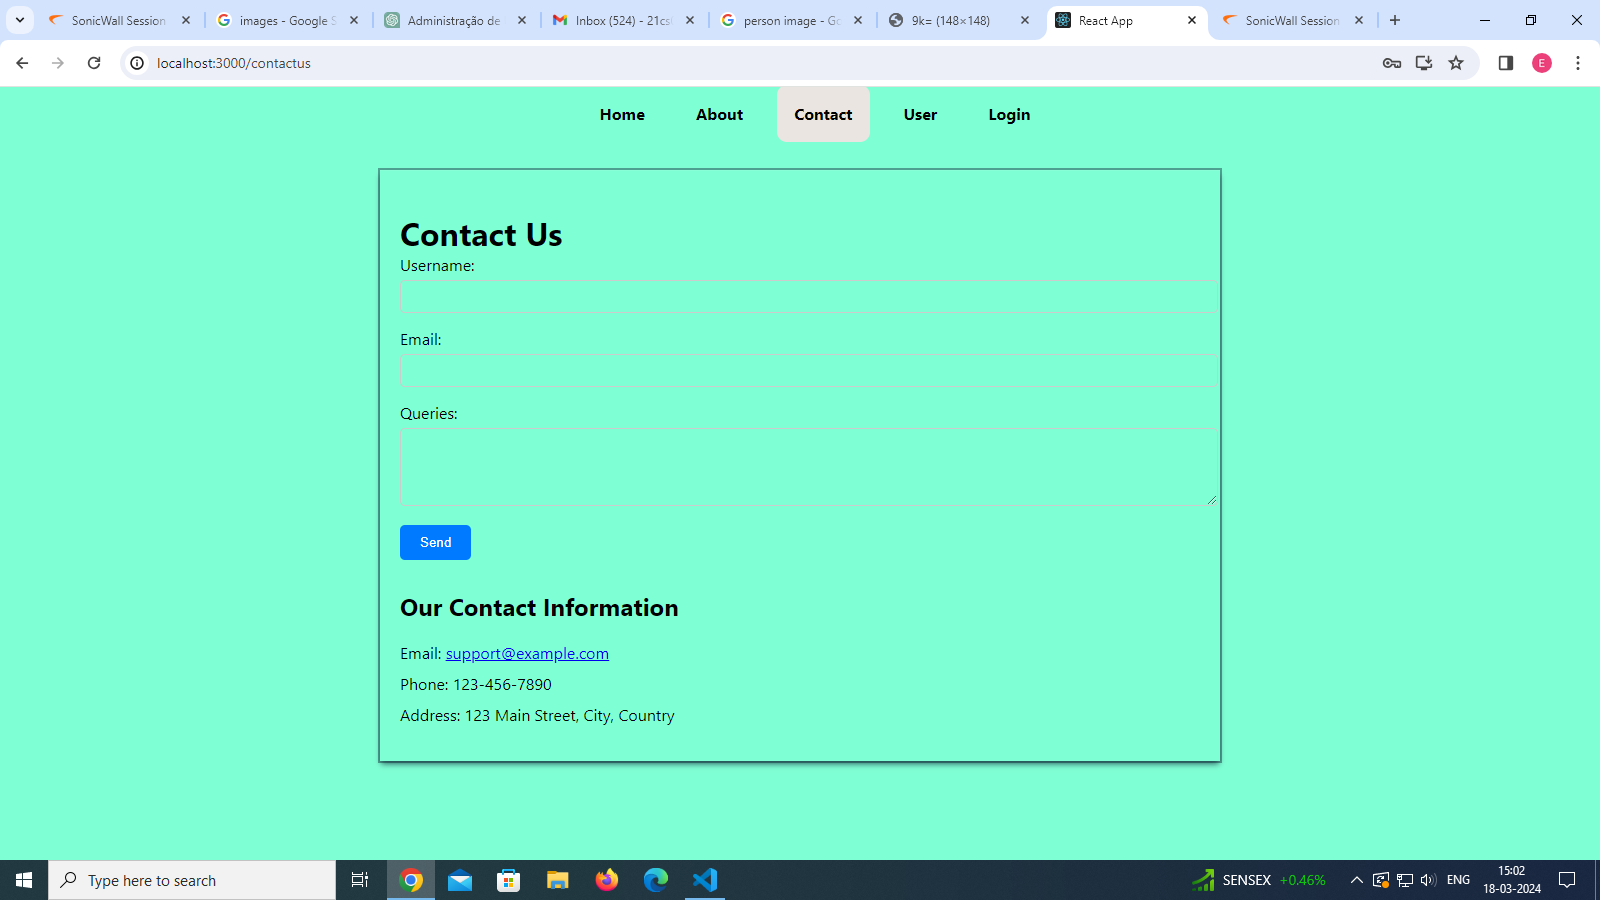 SonicWall Session
images - Google S
Administração de
Inbox (524) - 21cs
person image - Go
9k= (148×148)
React App
SonicWall Session
localhost:3000/contactus
E
Home About Contact User Login
Contact Us
Username:
Email:
Queries:
Send
Our Contact Information
Email: support@example.com
Phone: 123-456-7890
Address: 123 Main Street, City, Country
Type here to search
SENSEX +0.46%
ENG
15:02
18-03-2024